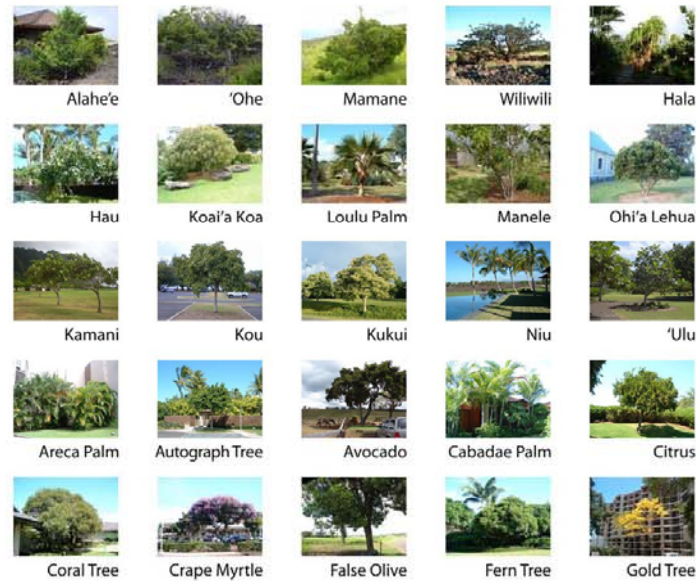 Alahe'e 'Ohe Mamane Wiliwili Hala
Hau Koai'a Koa Loulu Palm Manele Ohi'a Lehua
Kamani Kou Kukui Niu 'Ulu
Areca Palm Autograph Tree Avocado Cabadae Palm Citrus
Coral Tree Crape Myrtle False Olive Fern Tree Gold Tree